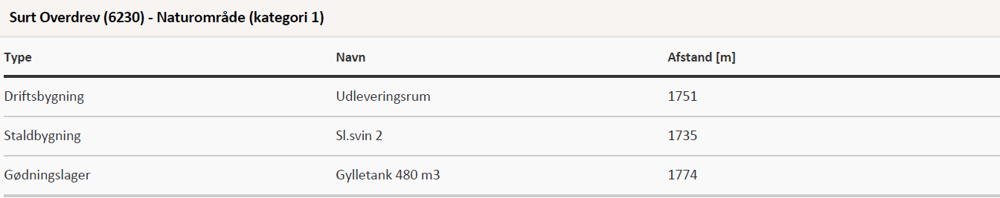 Surt Overdrev (6230) - Naturområde (kategori 1)
Type Navn Afstand [m]
Driftsbygning Udleveringsrum 1751
Staldbygning Sl.svin 2 1735
Gødningslager Gylletank 480 m3 1774